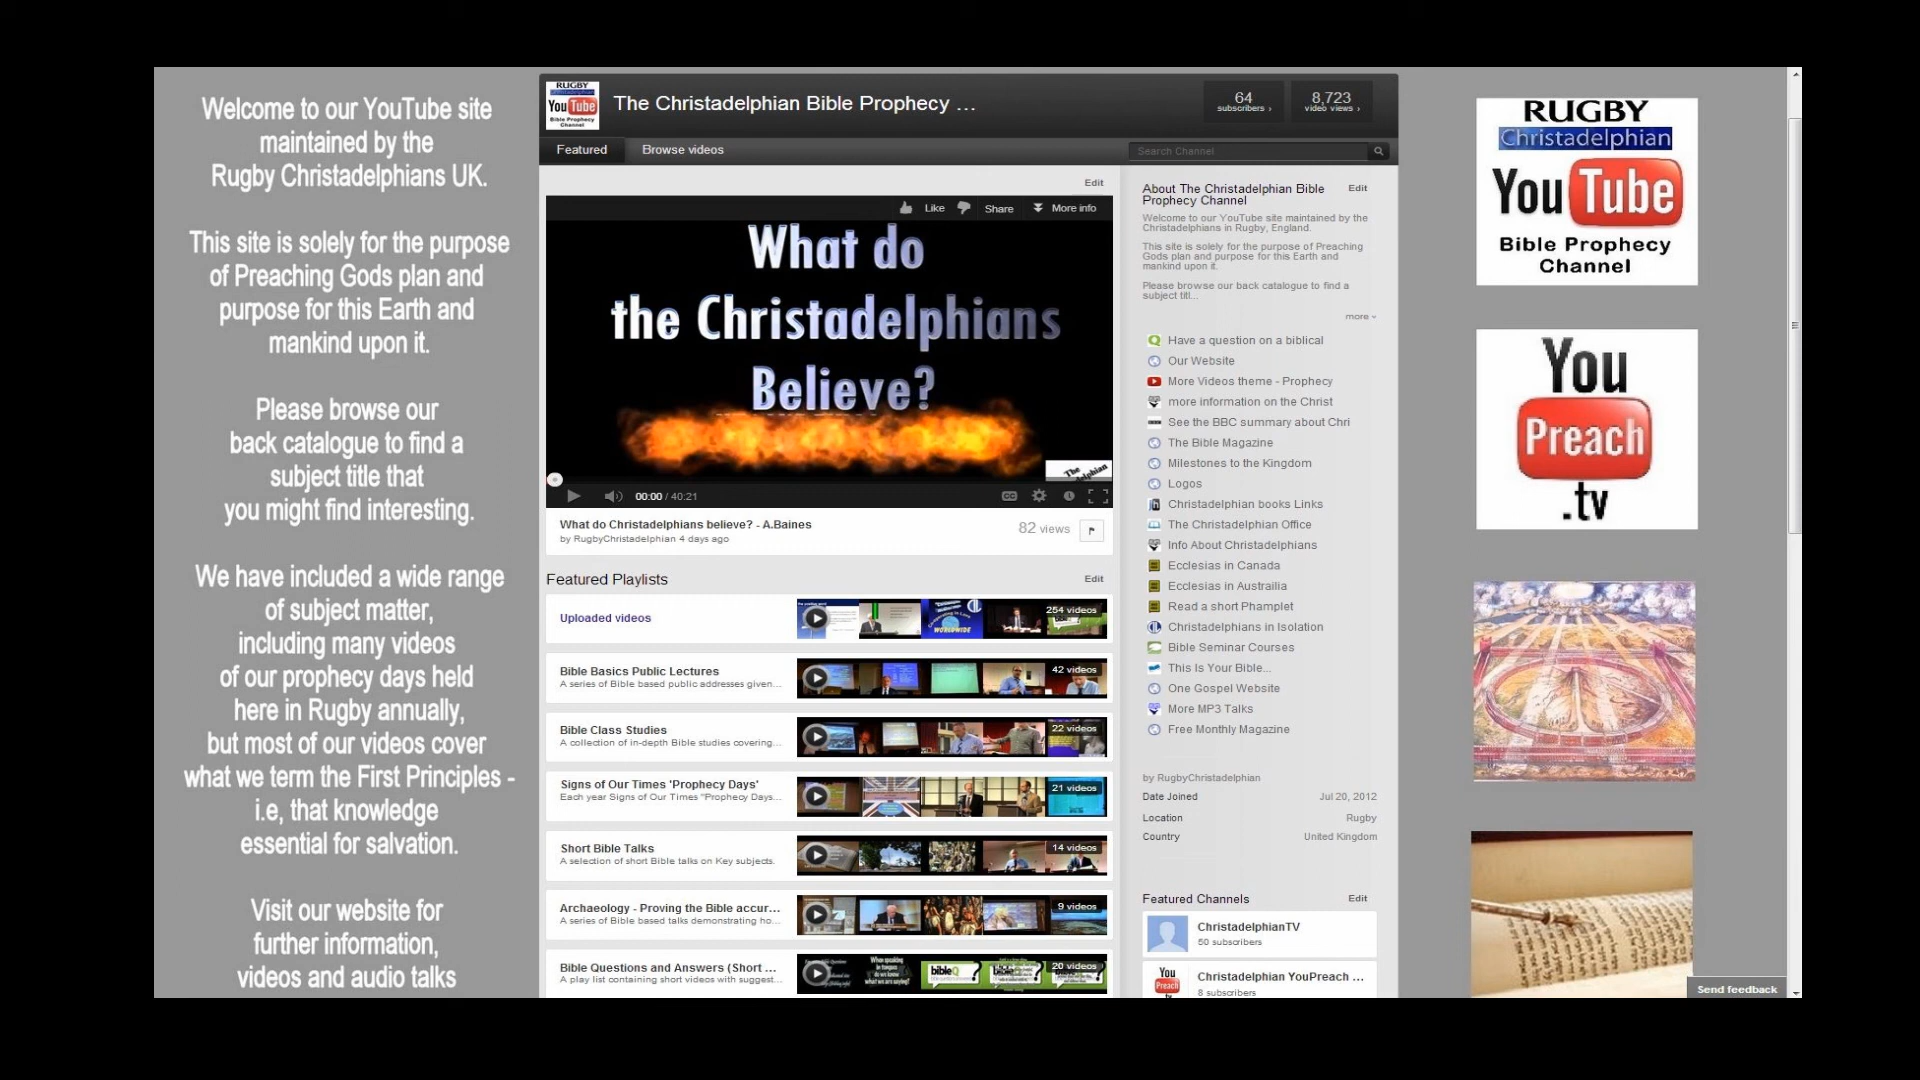 Welcome to our YouTube site
maintained by the
Rugby Christadelphians UK.
This site is solely for the purpose
of Preaching Gods plan and
purpose for this Earth and
mankind upon it.
Please browse our
back catalogue to find a
subject title that
you might find interesting.
We have included a wide range
of subject matter,
including many videos
of our prophecy days held
here in Rugby annually,
but most of our videos cover
what we term the First Principles -
i.e, that knowledge
essential for salvation.
Visit our website for
further information,
videos and audio talks
RUGBY
Christadelphian
YouTube
Bible Prophecy
Channel
The Christadelphian Bible Prophecy ...
64
subscribers ›
8,723
video views ›
Featured
Browse videos
Search Channel
Edit
Like
Share
More info
What do
the Christadelphians
Believe?
The
00:00 / 40:21
CC
What do Christadelphians believe? - A.Baines
by RugbyChristadelphian 4 days ago
82 views
Featured Playlists
Edit
Uploaded videos
WORLDWIDE
254 videos
Bible Basics Public Lectures
A series of Bible based public addresses given...
42 videos
Bible Class Studies
A collection of in-depth Bible studies covering...
22 videos
Signs of Our Times 'Prophecy Days'
Each year Signs of Our Times "Prophecy Days...
21 videos
Short Bible Talks
A selection of short Bible talks on Key subjects.
14 videos
Archaeology - Proving the Bible accur...
A series of Bible based talks demonstrating ho...
9 videos
Bible Questions and Answers (Short ...
A play list containing short videos with suggest...
bibleQ
20 videos
About The Christadelphian Bible
Prophecy Channel
Edit
Welcome to our YouTube site maintained by the
Christadelphians in Rugby, England.
This site is solely for the purpose of Preaching
Gods plan and purpose for this Earth and
mankind upon it.
Please browse our back catalogue to find a
subject titl...
more
Have a question on a biblical
Our Website
More Videos theme - Prophecy
more information on the Christ
See the BBC summary about Chri
The Bible Magazine
Milestones to the Kingdom
Logos
Christadelphian books Links
The Christadelphian Office
Info About Christadelphians
Ecclesias in Canada
Ecclesias in Austrailia
Read a short Phamplet
Christadelphians in Isolation
Bible Seminar Courses
This Is Your Bible...
One Gospel Website
More MP3 Talks
Free Monthly Magazine
by RugbyChristadelphian
Date Joined Jul 20, 2012
Location Rugby
Country United Kingdom
Featured Channels
Edit
ChristadelphianTV
50 subscribers
You
Preach
Christadelphian YouPreach ...
8 subscribers
RUGBY
Christadelphian
YouTube
Bible Prophecy
Channel
You
Preach
.tv
Send feedback